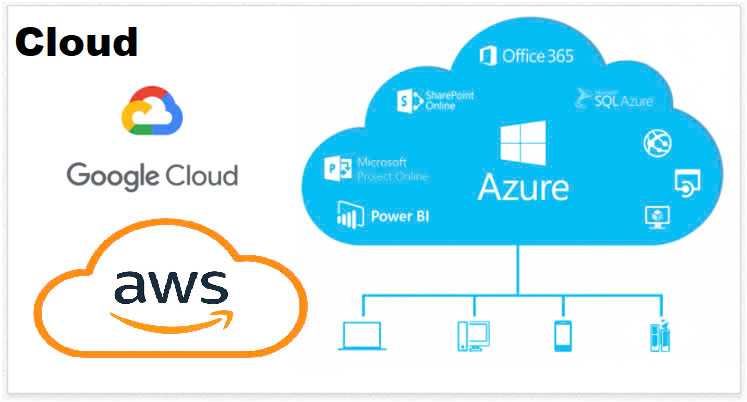 Cloud
Google Cloud
aws
Office 365
SharePoint
Online
Microsoft
SQL Azure
Microsoft
Project Online
Azure
Power BI